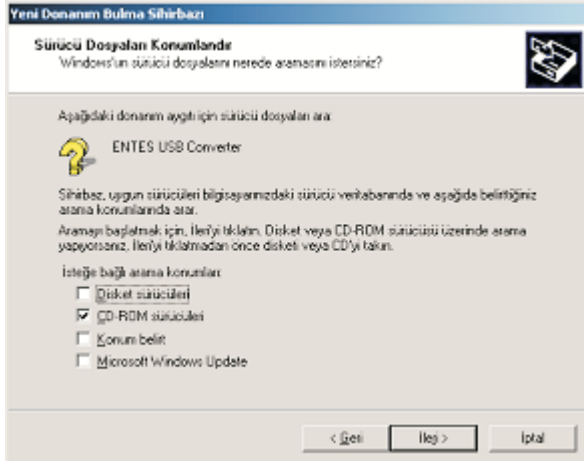 Yeni Donanım Bulma Sihirbazı
Sürücü Dosyaları Konumlandır
Windows'un sürücü dosyalarını nerede aramasını istersiniz?
Aşağıdaki donanım aygıtı için sürücü dosyaları ara:
ENTES USB Converter
Sihirbaz, uygun sürücüleri bilgisayarınızdaki sürücü veritabanında ve aşağıda belirttiğiniz
arama konumlarında arar.
Aramayı başlatmak için, İleri'yi tıklatın. Disket veya CD-ROM sürücüsü üzerinde arama
yapıyorsanız, İleri'yi tıklatmadan önce disketi veya CD'yi takın.
İsteğe bağlı arama konumları:
Disket sürücüleri
CD-ROM sürücüleri
Konum belirt
Microsoft Windows Update
< Geri İleri > İptal